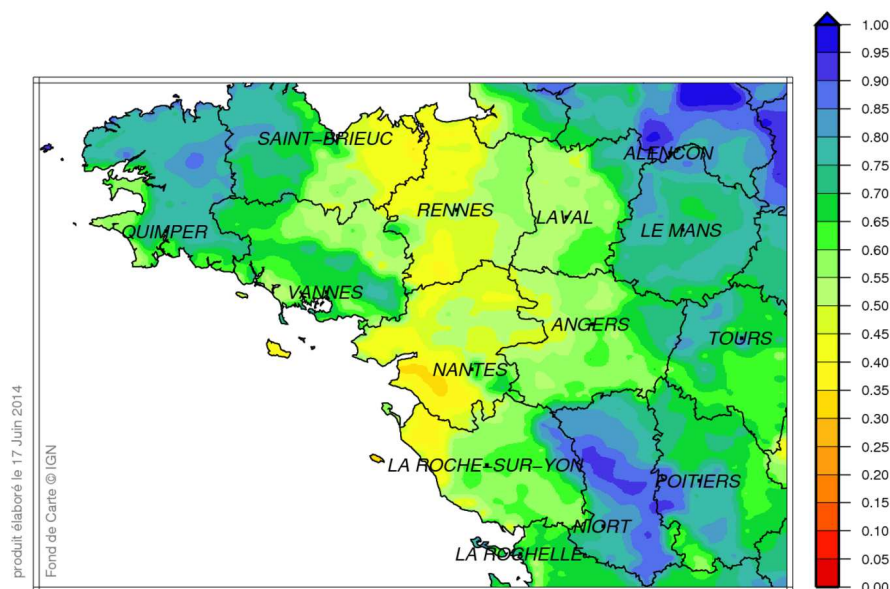 1.00
0.95
0.90
0.85
0.80
0.75
0.70
0.65
0.60
0.55
0.50
0.45
0.40
0.35
0.30
0.25
0.20
0.15
0.10
0.05
0.00
SAINT-BRIEUC
ALENCON
RENNES
LAVAL
QUIMPER
LE MANS
VANNES
ANGERS
TOURS
NANTES
LA ROCHE-SUR-YON
POITIERS
NIORT
LA ROCHELLE
produit élaboré le 17 Juin 2014
Fond de Carte © IGN